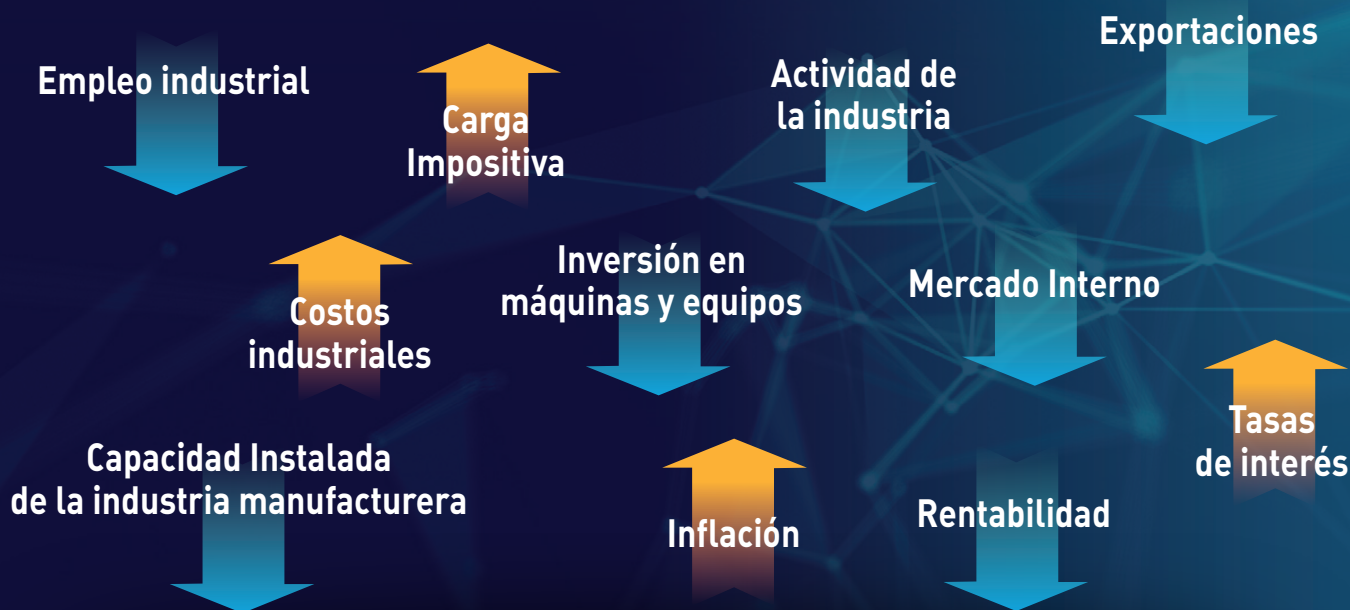 Exportaciones
Empleo industrial
Carga
Impositiva
Actividad de
la industria
Costos
industriales
Inversión en
máquinas y equipos
Mercado Interno
Tasas
de interés
Capacidad Instalada
de la industria manufacturera
Inflación
Rentabilidad